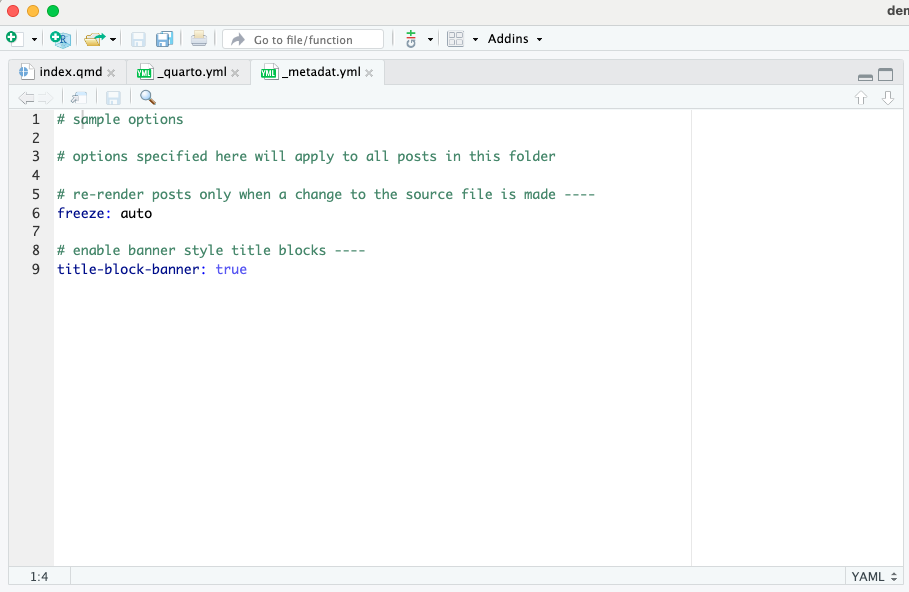 den
Go to file/function
Addins
index.qmd
_quarto.yml
_metadat.yml
1 # sample options
2
3 # options specified here will apply to all posts in this folder
4
5 # re-render posts only when a change to the source file is made ----
6 freeze: auto
7
8 # enable banner style title blocks ----
9 title-block-banner: true
1:4
YAML